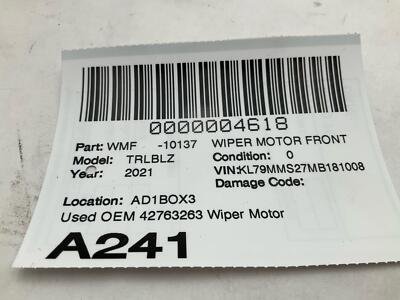 0000004618
Part: WMF -10137 WIPER MOTOR FRONT
Model: TRLBLZ Condition: 0
Year: 2021 VIN:KL79MMS27MB181008
Damage Code:
Location: AD1BOX3
Used OEM 42763263 Wiper Motor
A241